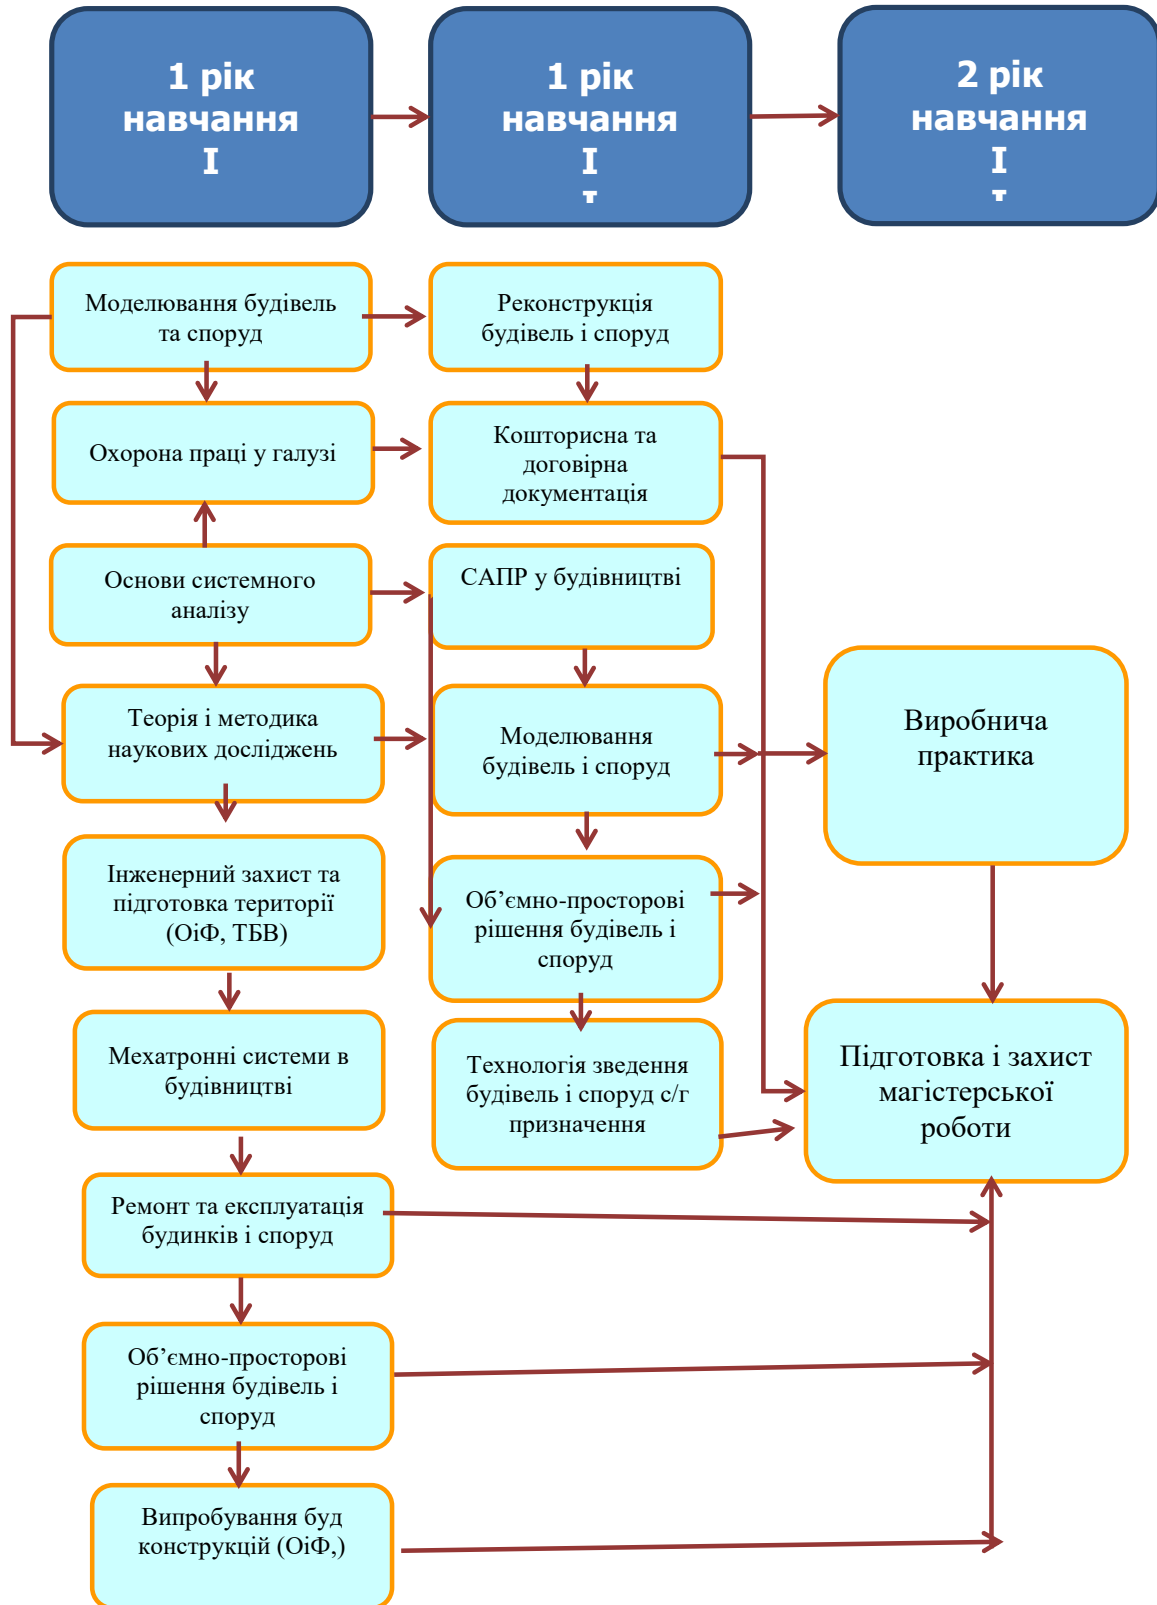 1 рік
навчання
І
1 рік
навчання
І
2 рік
навчання
І
Моделювання будівель
та споруд
Реконструкція
будівель і споруд
Охорона праці у галузі
Кошторисна та
договірна
документація
Основи системного
аналізу
САПР у будівництві
Теорія і методика
наукових досліджень
Моделювання
будівель і споруд
Виробнича
практика
Інженерний захист та
підготовка території
(ОіФ, ТБВ)
Об’ємно-просторові
рішення будівель і
споруд
Мехатронні системи в
будівництві
Технологія зведення
будівель і споруд с/г
призначення
Підготовка і захист
магістерської
роботи
Ремонт та експлуатація
будинків і споруд
Об’ємно-просторові
рішення будівель і
споруд
Випробування буд
конструкцій (ОіФ,)